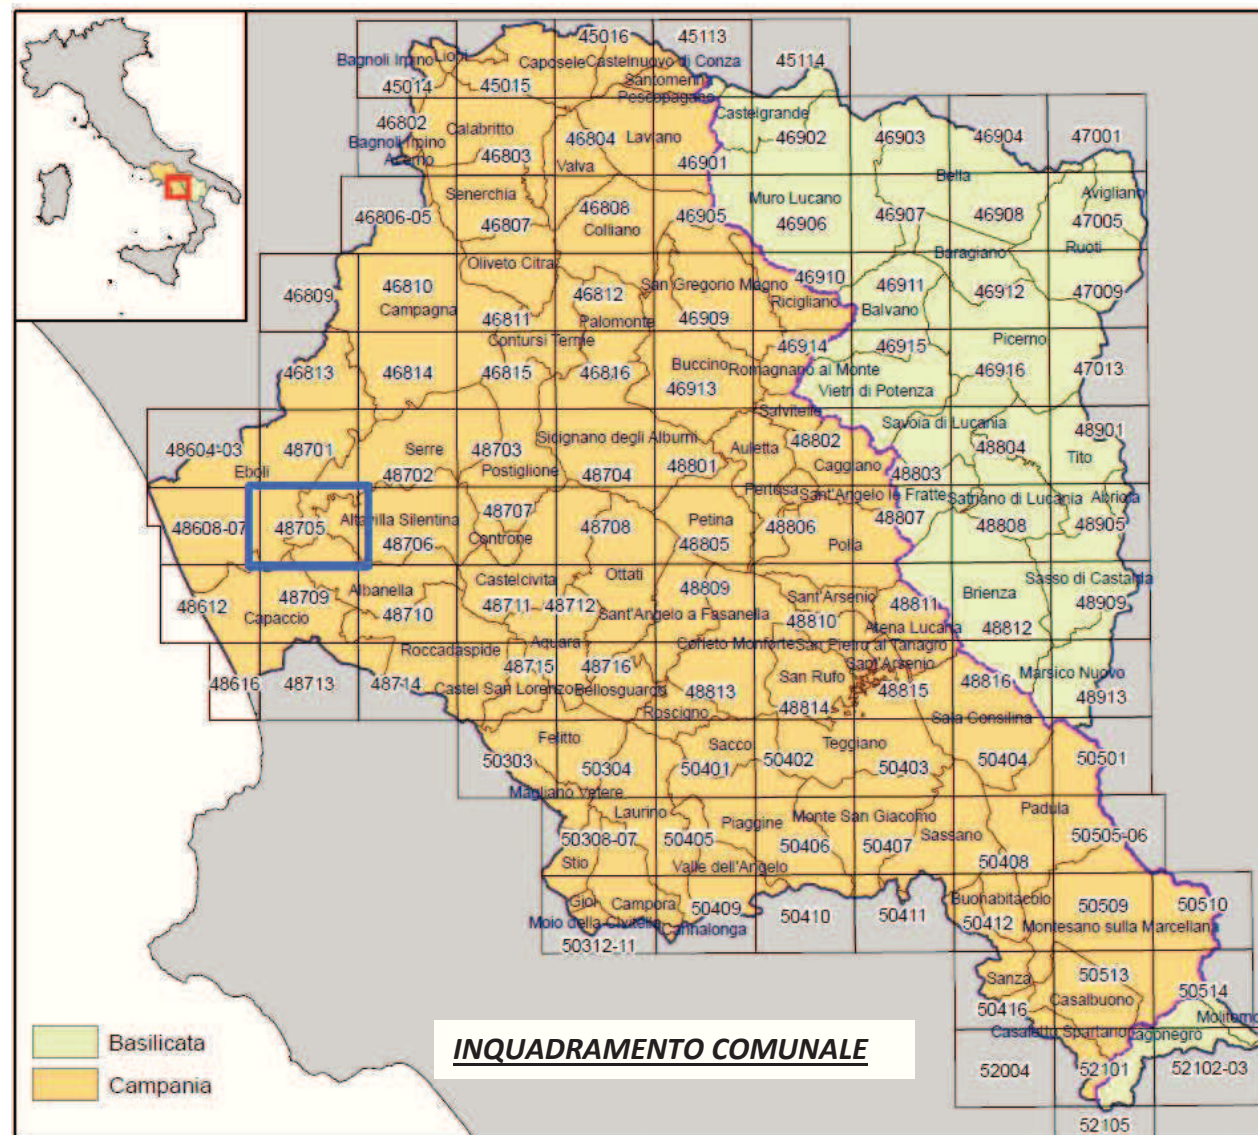 45016 45113
Bagnoli Irpino Lioni Caposele Castelnuovo di Conza 45114
45014 45015 Santomenna
Pescopagano
Castelgrande
46802 Calabritto 46804 Laviano 46902 46903 46904 47001
Bagnoli Irpino
46803 Valva 46901 Bella
Senerchia Muro Lucano Avigliano
46806-05 46807 46808 46905 46906 46907 46908 47005
Colliano Ruoti
Oliveto Citra Baragiano
46809 46810 46812 San Gregorio Magno 46910 46911 46912 47009
Campagna 46811 Palomonte 46909 Ricigliano Balvano
Contursi Terme 46914 46915 Picerno
46813 46814 46815 46816 Buccino Romagnano al Monte 46916 47013
46913 Vietri di Potenza
Salvitelle
48604-03 48701 Serre 48703 Sicignano degli Alburni Auletta 48802 Savoia di Lucania 48804 48901
Eboli 48702 Postiglione 48704 48801 Caggiano 48803 Tito
Pertosa Sant'Angelo le Fratte Satriano di Lucania Abriola
48608-07 48705 Altavilla Silentina 48707 48708 Petina 48806 48807 48808 48905
48706 Controne 48805 Polla
48612 48709 Albanella Castelcivita Ottati 48809 Sant'Arsenio 48811 Brienza Sasso di Castalda
Capaccio 48710 48711 48712 Sant'Angelo a Fasanella 48810 Atena Lucana 48812 48909
Roccadaspide Aquara Corleto Monforte San Pietro al Tanagro
Sant'Arsenio
48616 48713 48714 48715 48716 48813 San Rufo 48815 48816 Marsico Nuovo
Castel San Lorenzo Bellosguardo Roscigno 48814 48913
Sala Consilina
Felitto Sacco Teggiano
50303 50304 50401 50402 50403 50404 50501
Magliano Vetere
Laurino Piaggine Monte San Giacomo Sassano Padula
50308-07 50405 50406 50407 50408 50505-06
Stio Valle dell'Angelo
Gioi Campora 50409 50410 50411 Buonabitacolo 50509 50510
Moio della Civitella Cannalonga 50412 Montesano sulla Marcellana
50312-11
Sanza 50513 50514
50416 Casalbuono Moliterno
Casaletto Spartano Lagonegro
52004 52101 52102-03
52105
Basilicata
Campania
INQUADRAMENTO COMUNALE